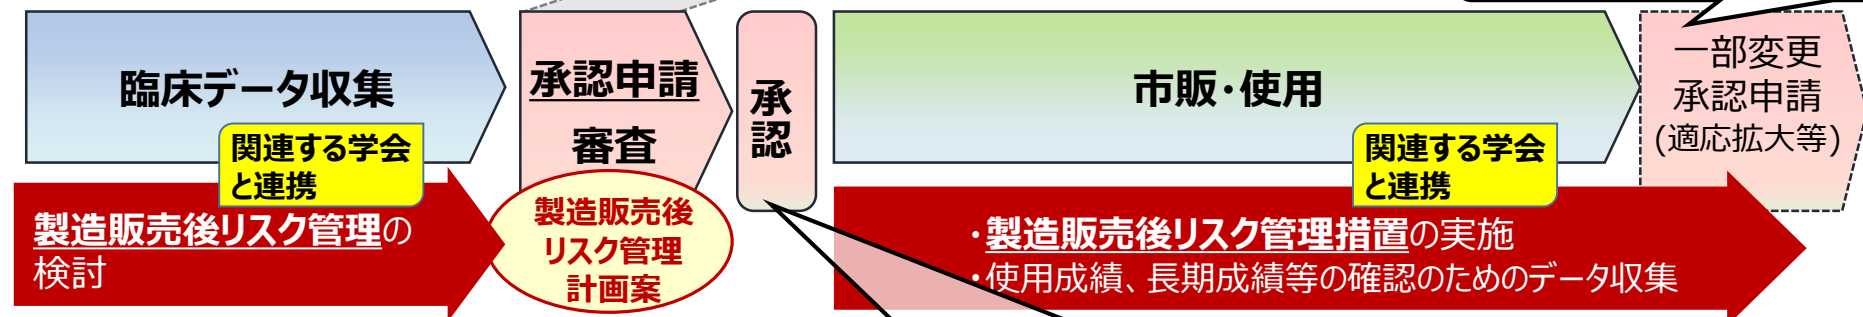 臨床データ収集
関連する学会
と連携
製造販売後リスク管理の
検討
承認申請
審査
製造販売後
リスク管理
計画案
承
認
市販・使用
関連する学会
と連携
・製造販売後リスク管理措置の実施
・使用成績、長期成績等の確認のためのデータ収集
一部変更
承認申請
(適応拡大等)